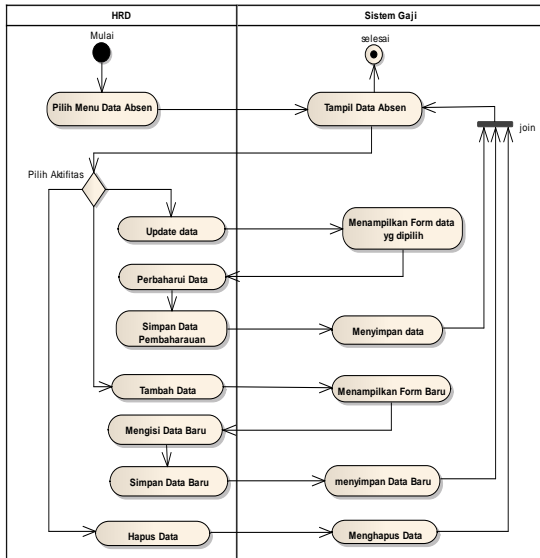 HRD
Sistem Gaji
Mulai
selesai
Pilih Menu Data Absen
Tampil Data Absen
join
Pilih Aktifitas
Update data
Menampilkan Form data
yg dipilih
Perbaharui Data
Simpan Data
Pembaharauan
Menyimpan data
Tambah Data
Menampilkan Form Baru
Mengisi Data Baru
Simpan Data Baru
menyimpan Data Baru
Hapus Data
Menghapus Data